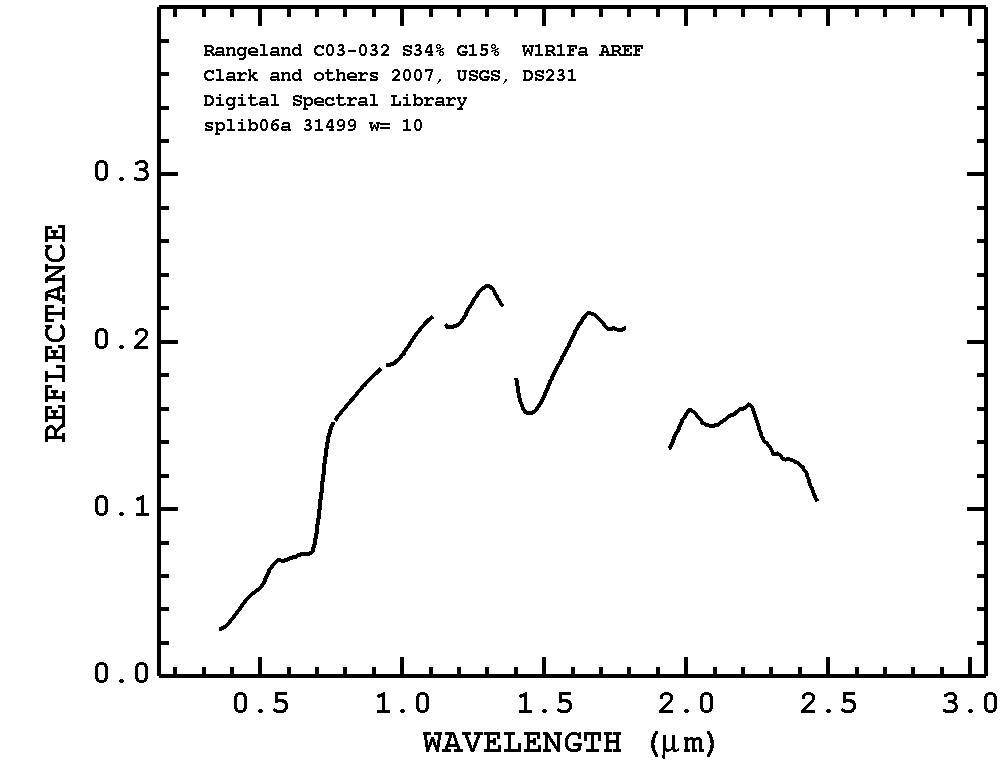 Rangeland C03-032 S34% G15%  W1R1Fa AREF
Clark and others 2007, USGS, DS231
Digital Spectral Library
splib06a 31499 w= 10
REFLECTANCE
0.3
0.2
0.1
0.0
0.5 1.0 1.5 2.0 2.5 3.0
WAVELENGTH (μm)